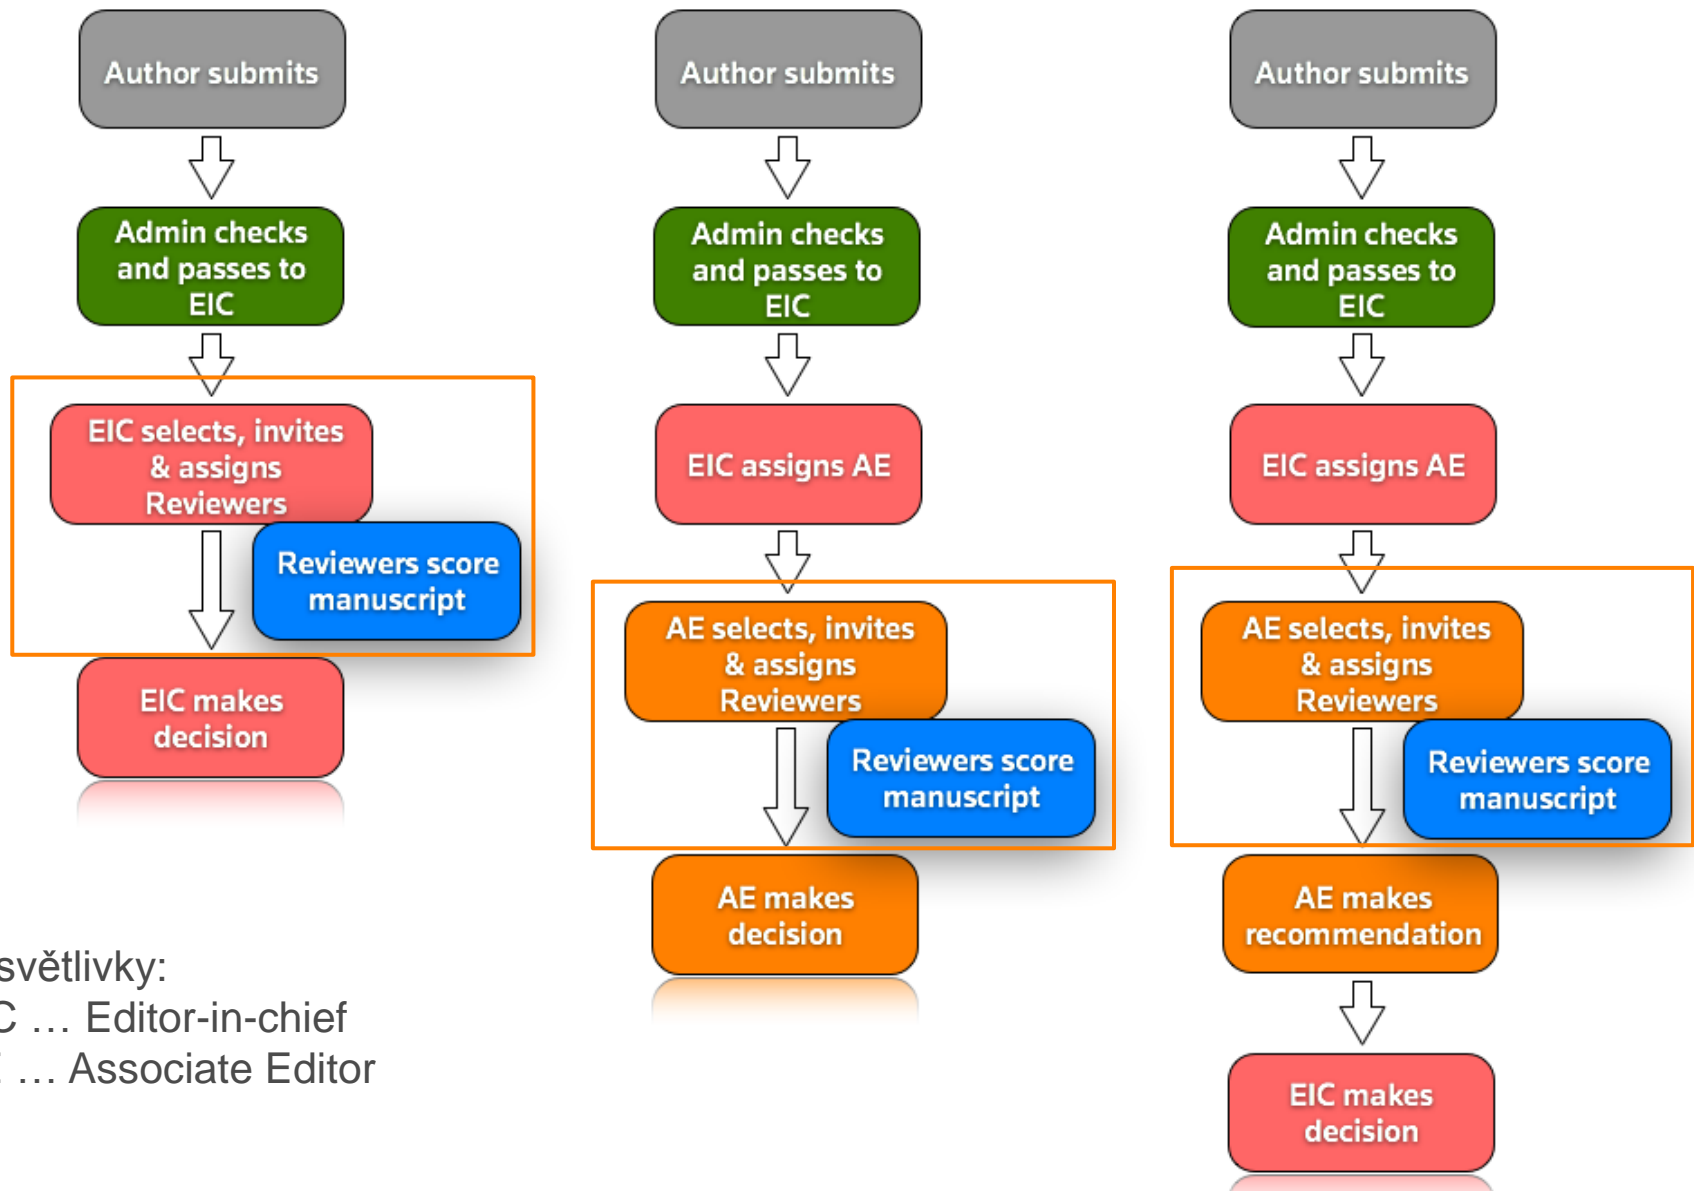 Author submits
Admin checks
and passes to
EIC
EIC selects, invites
& assigns
Reviewers
Reviewers score
manuscript
EIC makes
decision
Author submits
Admin checks
and passes to
EIC
EIC assigns AE
AE selects, invites
& assigns
Reviewers
Reviewers score
manuscript
AE makes
decision
Author submits
Admin checks
and passes to
EIC
EIC assigns AE
AE selects, invites
& assigns
Reviewers
Reviewers score
manuscript
AE makes
recommendation
EIC makes
decision
světlivky:
C … Editor-in-chief
… Associate Editor